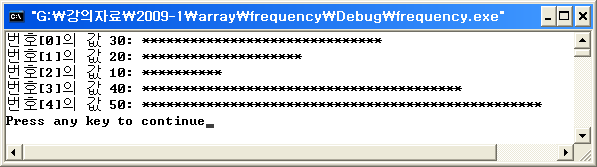 "G:₩강의자료₩2009-1₩array₩frequency₩Debug₩frequency.exe"
번호[0]의 값 30: ******************************
번호[1]의 값 20: ********************
번호[2]의 값 10: **********
번호[3]의 값 40: ****************************************
번호[4]의 값 50: **************************************************
Press any key to continue_